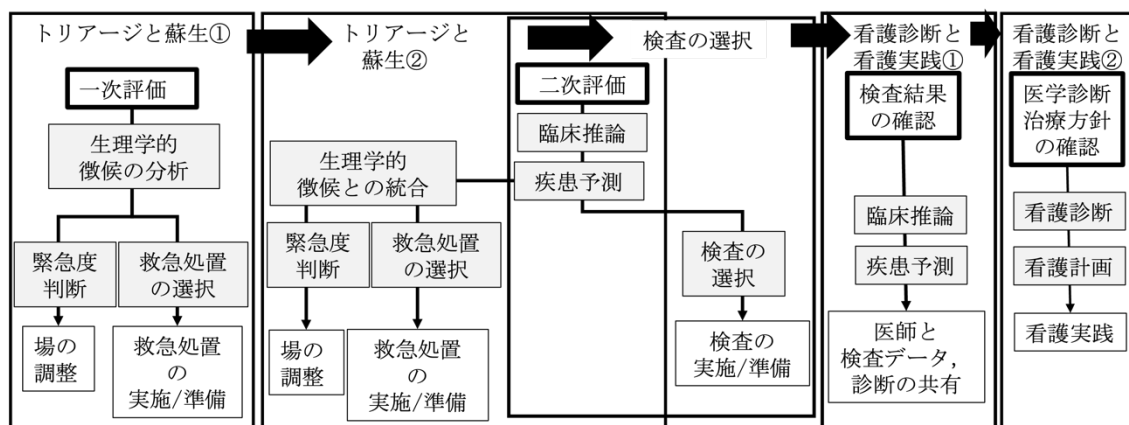 トリアージと蘇生①
一次評価
生理学的
徴候の分析
緊急度
判断
救急処置
の選択
場の
調整
救急処置
の
実施/準備
トリアージと
蘇生②
生理学的
徴候との統合
緊急度
判断
救急処置
の選択
場の
調整
救急処置
の
実施/準備
検査の選択
二次評価
臨床推論
疾患予測
検査の
選択
検査の
実施/準備
看護診断と
看護実践①
検査結果
の確認
臨床推論
疾患予測
医師と
検査データ,
診断の共有
看護診断と
看護実践②
医学診断
治療方針
の確認
看護診断
看護計画
看護実践